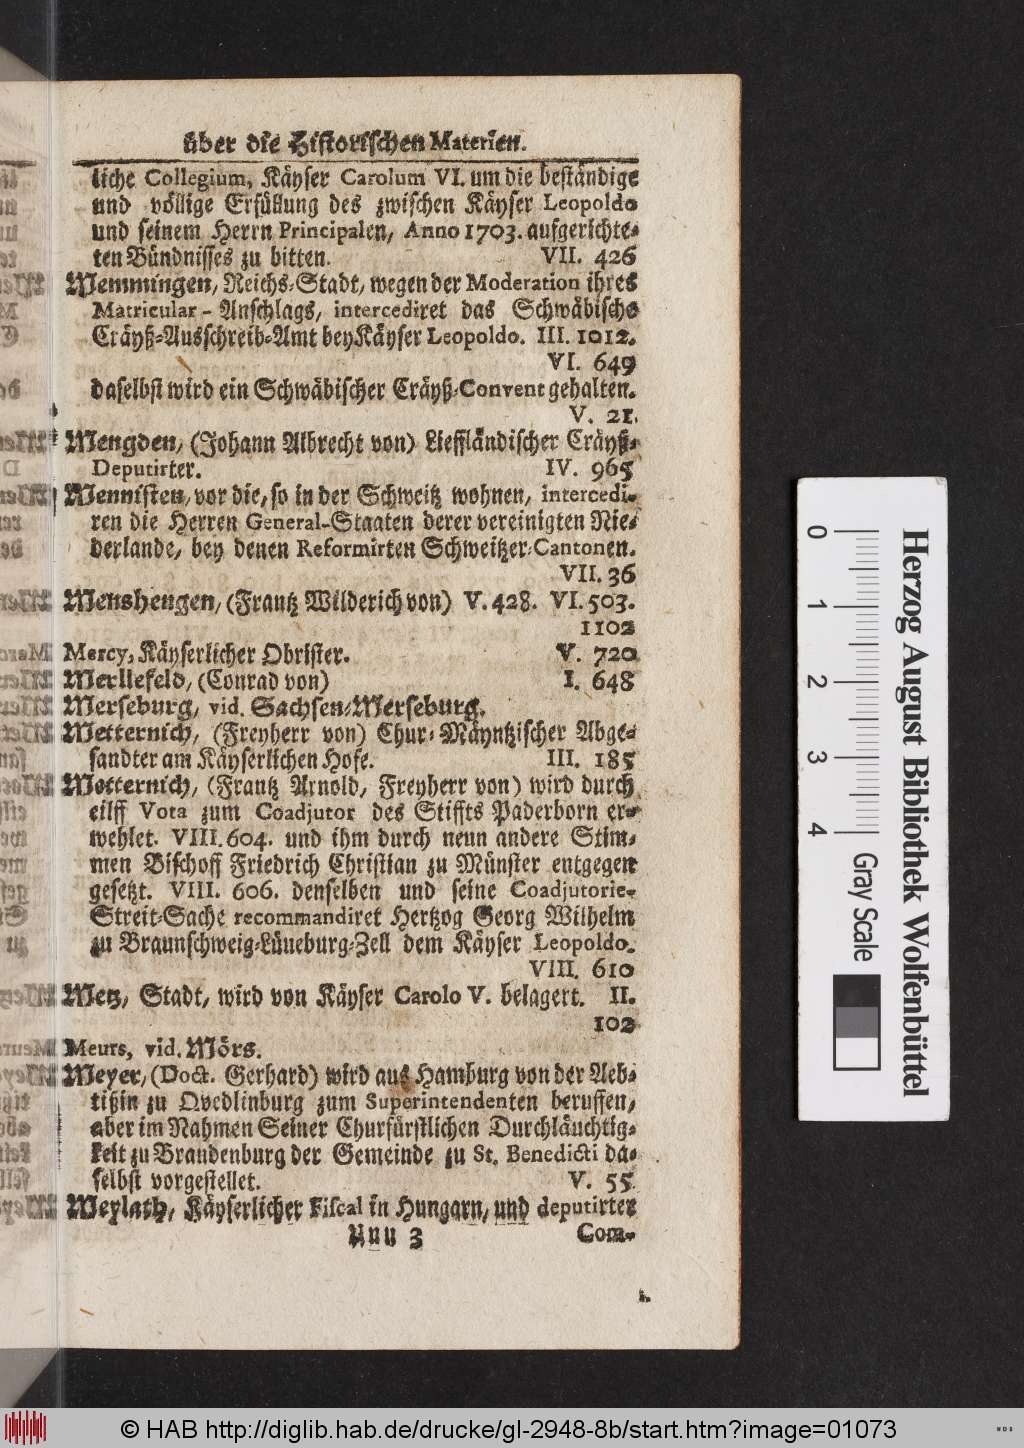 über die Historischen Materien.
liche Collegium, Käyser Carolum VI. um die beständige
und völlige Erfüllung des zwischen Käyser Leopoldo
und seinem Herrn Principalen, Anno 1703. aufgerichte-
ten Bündnisses zu bitten. VII. 426
Memmingen, Reichs-Stadt, wegen der Moderation ihres
Matricular-Anschlags, intercediret das Schwäbische
Cräyß-Ausschreib-Amt bey Käyser Leopoldo. III. 1012.
VI. 649
daselbst wird ein Schwäbischer Cräyß-Convent gehalten.
V. 21.
Mengden, (Johann Albrecht von) Liefländischer Cräyß-
Deputirter. IV. 965
Mennisten, vor die, so in der Schweitz wohnen, intercedi-
ren die Herren General-Staaten derer vereinigten Nie-
derlande, bey denen Reformirten Schweitzer-Cantonen.
VII. 36
Menshengen, (Frantz Wilderich von) V. 428. VI. 503.
1102
Mercy, Käyserlicher Obrister. V. 720
Merllefeld, (Conrad von) I. 648
Merseburg, vid. Sachsen-Merseburg.
Metternich, (Freyherr von) Chur-Mäyntzischer Abge-
sandter am Käyserlichen Hofe. III. 185
Metternich, (Frantz Arnold, Freyherr von) wird durch
eilff Vota zum Coadjutor des Stiffts Paderborn er-
wehlet. VIII. 604. und ihm durch neun andere Stim-
men Bischoff Friedrich Christian zu Münster entgegen
gesetzt. VIII. 606. denselben und seine Coadjutorie-
Streit-Sache recommandiret Hertzog Georg Wilhelm
zu Braunschweig-Lüneburg-Zell dem Käyser Leopoldo.
VIII. 610
Metz, Stadt, wird von Käyser Carolo V. belagert. II.
102
Meurs, vid. Mörs.
Meyer, (Doct. Gerhard) wird aus Hamburg von der Aeb-
tißin zu Qvedlinburg zum Superintendenten beruffen,
aber im Nahmen Seiner Churfürstlichen Durchläuchtig-
keit zu Brandenburg der Gemeinde zu St. Benedicti da-
selbst vorgestellet. V. 55
Meylath, Käyserlicher Fiscal in Hungarn, und deputirter
Uuu 3 Com-
Herzog August Bibliothek Wolfenbüttel
0 1 2 3 4 Gray Scale
© HAB http://diglib.hab.de/drucke/gl-2948-8b/start.htm?image=01073